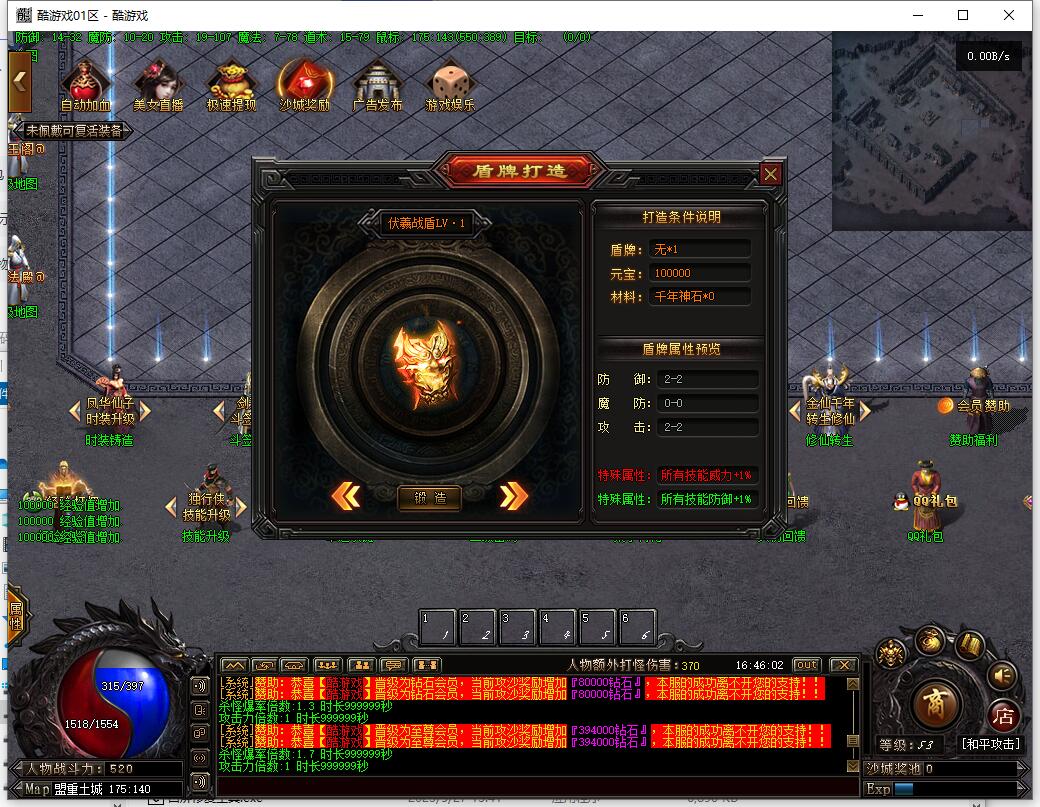 酷游戏01区 - 酷游戏
防御: 14-32 魔防: 10-20 攻击: 19-107 魔法: 7-78 道术: 15-79 鼠标: 175:143(550:389) 目标: (0/0)
0.00B/s
自动加血 美女直播 极速提现 沙城奖励 广告发布 游戏娱乐
未佩戴可复活装备
盾牌打造
伏羲战盾LV·1
打造条件说明
盾牌: 无*1
元宝: 100000
材料: 千年神石*0
盾牌属性预览
防 御: 2-2
魔 防: 0-0
攻 击: 2-2
特殊属性: 所有技能威力+1%
特殊属性: 所有技能防御+1%
锻 造
凤华仙子
时装升级
时装铸造
金仙千年
转生修仙
修仙转生
会员赞助
赞助福利
独行侠
技能升级
技能升级
QQ礼包
QQ礼包
100000 经验值增加
100000 经验值增加
100000 经验值增加
属性
1 2 3 4 5 6
人物额外打怪伤害:370 16:46:02 out
[系统]赞助: 恭喜【酷游戏】晋级为钻石会员, 当前攻沙奖励增加『80000钻石』, 本服的成功离不开您的支持!!
[系统]赞助: 恭喜【酷游戏】晋级为钻石会员, 当前攻沙奖励增加『80000钻石』, 本服的成功离不开您的支持!!
杀怪爆率倍数:1.3 时长999999秒
攻击力倍数:1 时长999999秒
[系统]赞助: 恭喜【酷游戏】晋级为至尊会员, 当前攻沙奖励增加『394000钻石』, 本服的成功离不开您的支持!!
[系统]赞助: 恭喜【酷游戏】晋级为至尊会员, 当前攻沙奖励增加『394000钻石』, 本服的成功离不开您的支持!!
杀怪爆率倍数:1.7 时长999999秒
攻击力倍数:1 时长999999秒
315/397
1518/1554
人物战斗力: 520
Map 盟重土城 175:140
商
店
等级: 53 [和平攻击]
沙城奖池 0
Exp